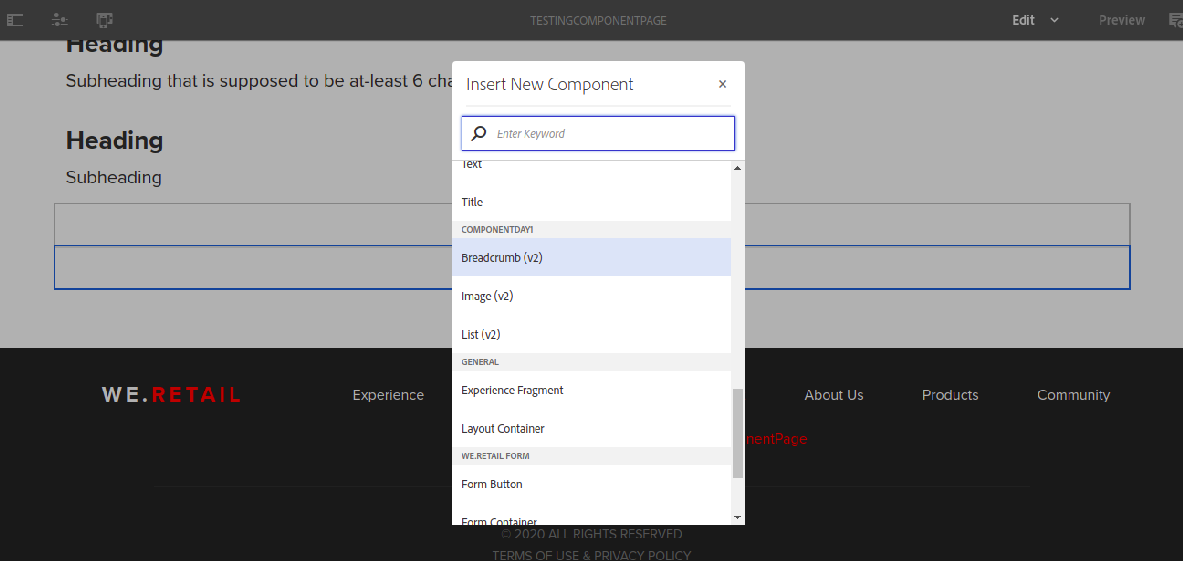 TESTINGCOMPONENTPAGE
Edit
Preview
Heading
Subheading that is supposed to be at-least 6 cha
Heading
Subheading
Insert New Component
×
Enter Keyword
Text
Title
COMPONENTDAY1
Breadcrumb (v2)
Image (v2)
List (v2)
GENERAL
Experience Fragment
Layout Container
WE.RETAIL FORM
Form Button
Form Container
WE.RETAIL
Experience
About Us
Products
Community
nentPage
© 2020 ALL RIGHTS RESERVED
TERMS OF USE & PRIVACY POLICY